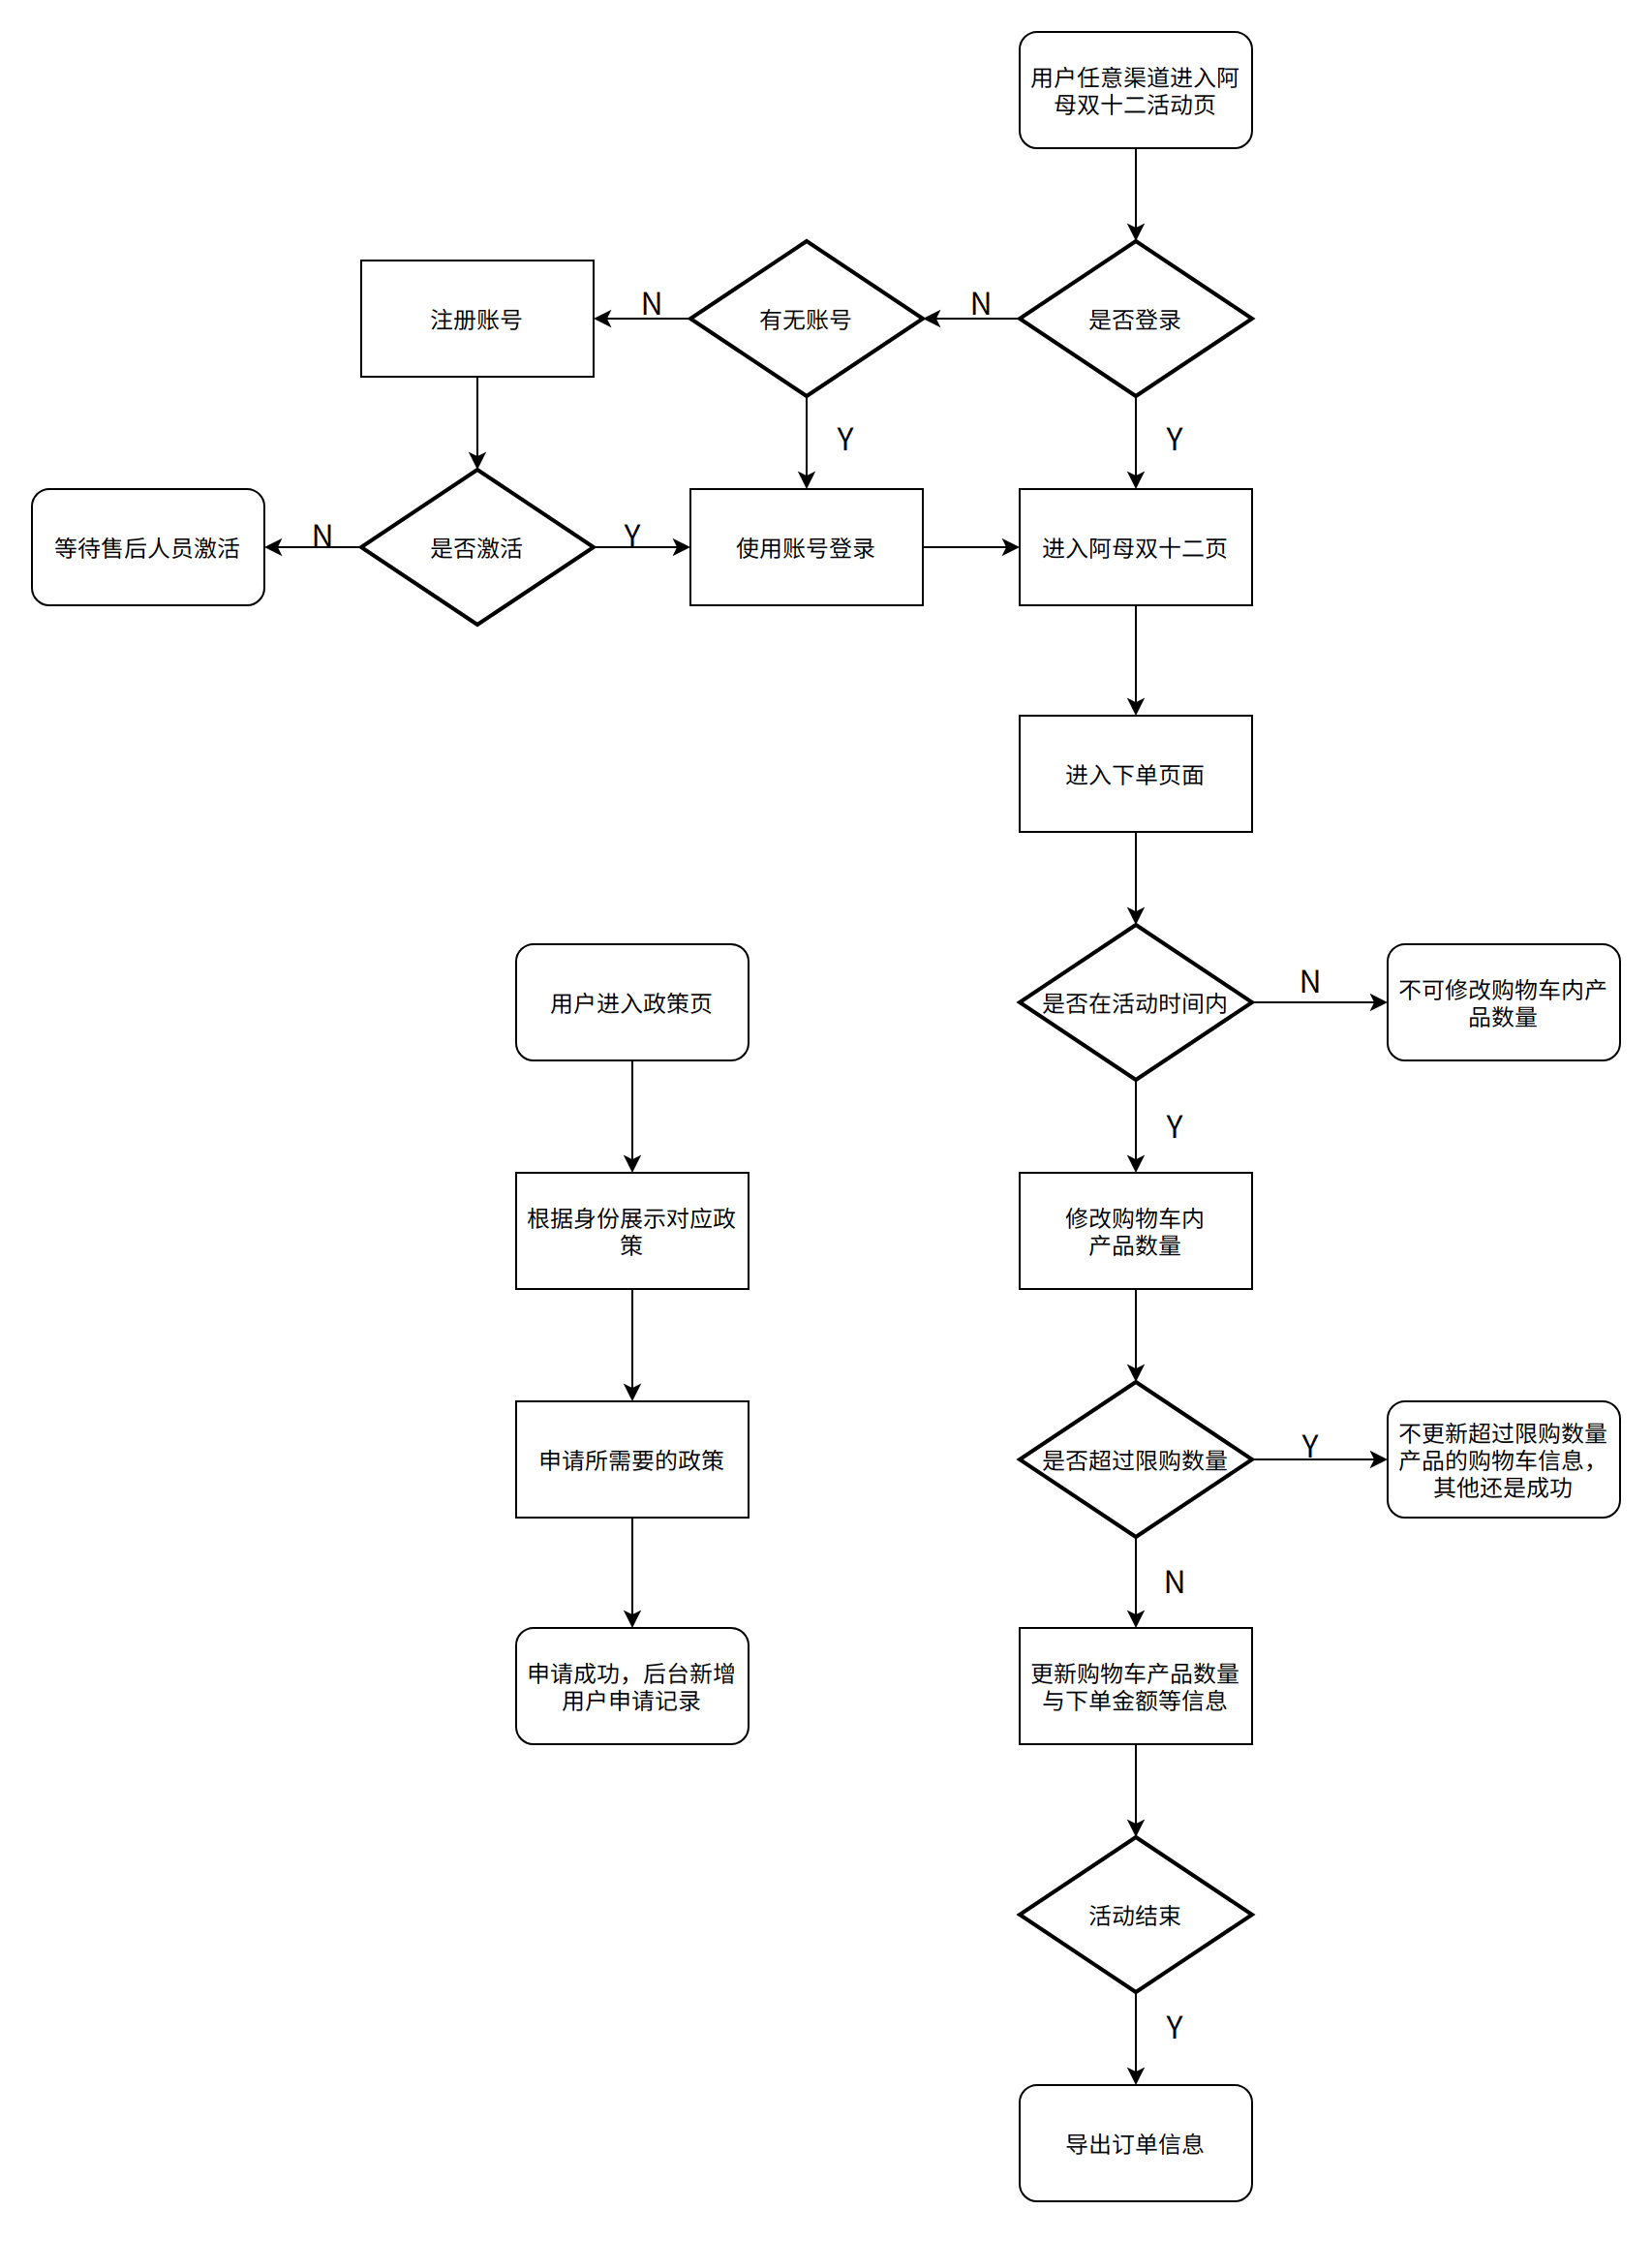 用户任意渠道进入阿
母双十二活动页
注册账号
N
有无账号
N
是否登录
Y
Y
等待售后人员激活
N
是否激活
Y
使用账号登录
进入阿母双十二页
进入下单页面
用户进入政策页
是否在活动时间内
N
不可修改购物车内产
品数量
Y
根据身份展示对应政
策
修改购物车内
产品数量
申请所需要的政策
是否超过限购数量
Y
不更新超过限购数量
产品的购物车信息，
其他还是成功
N
申请成功，后台新增
用户申请记录
更新购物车产品数量
与下单金额等信息
活动结束
Y
导出订单信息